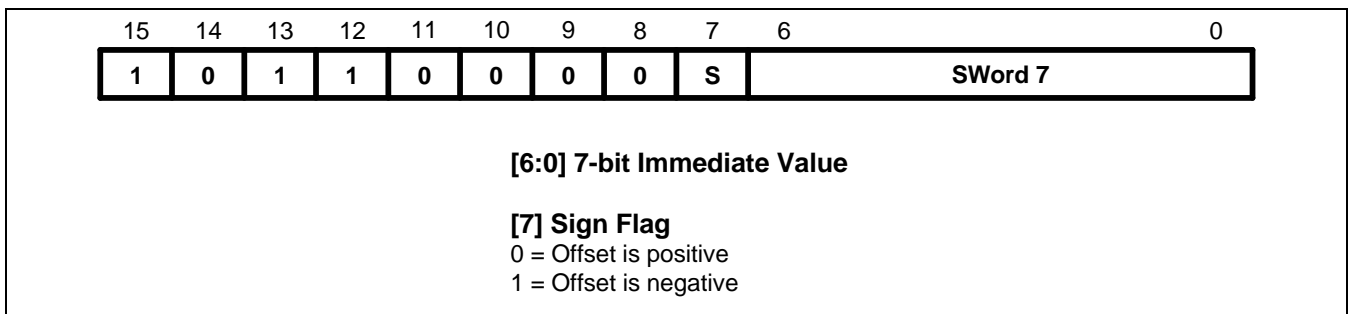 15 14 13 12 11 10 9 8 7 6 0
1 0 1 1 0 0 0 0 S SWord 7
[6:0] 7-bit Immediate Value
[7] Sign Flag
0 = Offset is positive
1 = Offset is negative